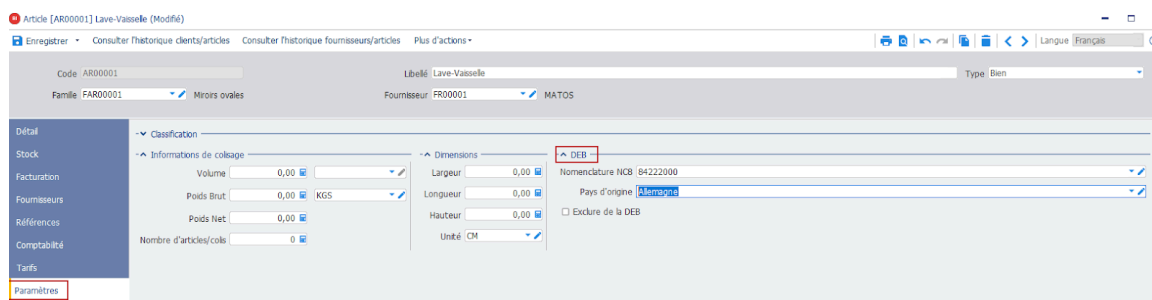 Article [AR00001] Lave-Vaisselle (Modifié)
Enregistrer Consulter l'historique clients/articles Consulter l'historique fournisseurs/articles Plus d'actions Langue Français
Code AR00001 Libellé Lave-Vaisselle Type Bien
Famille FAR00001 Miroirs ovales Fournisseur FR00001 MATOS
Détail
Stock
Facturation
Fournisseurs
Références
Comptabilité
Tarifs
Paramètres
Classification
Informations de colisage Dimensions DEB
Volume 0,00 Largeur 0,00 Nomenclature NC8 84222000
Poids Brut 0,00 KGS Longueur 0,00 Pays d'origine Allemagne
Poids Net 0,00 Hauteur 0,00 Exclure de la DEB
Nombre d'articles/colis 0 Unité CM